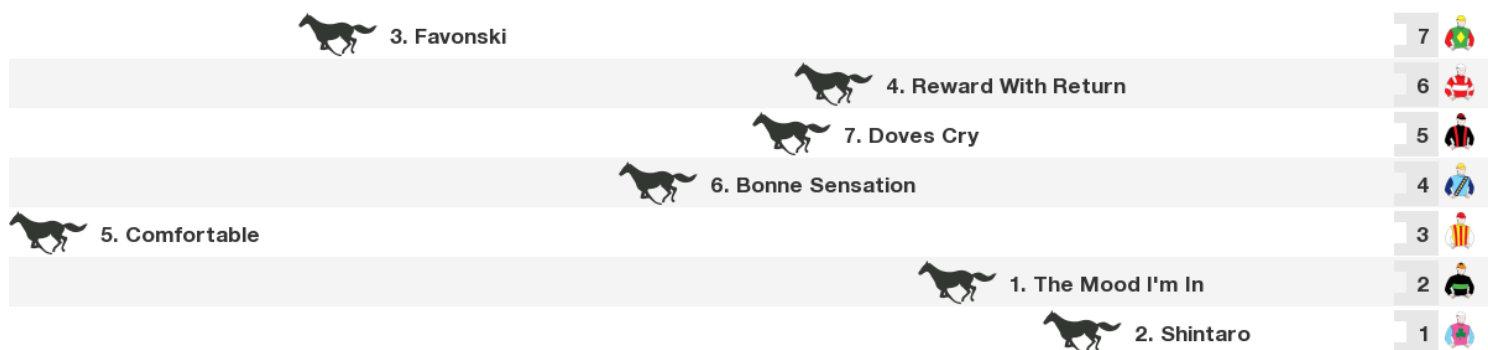 3. Favonski 7
4. Reward With Return 6
7. Doves Cry 5
6. Bonne Sensation 4
5. Comfortable 3
1. The Mood I'm In 2
2. Shintaro 1